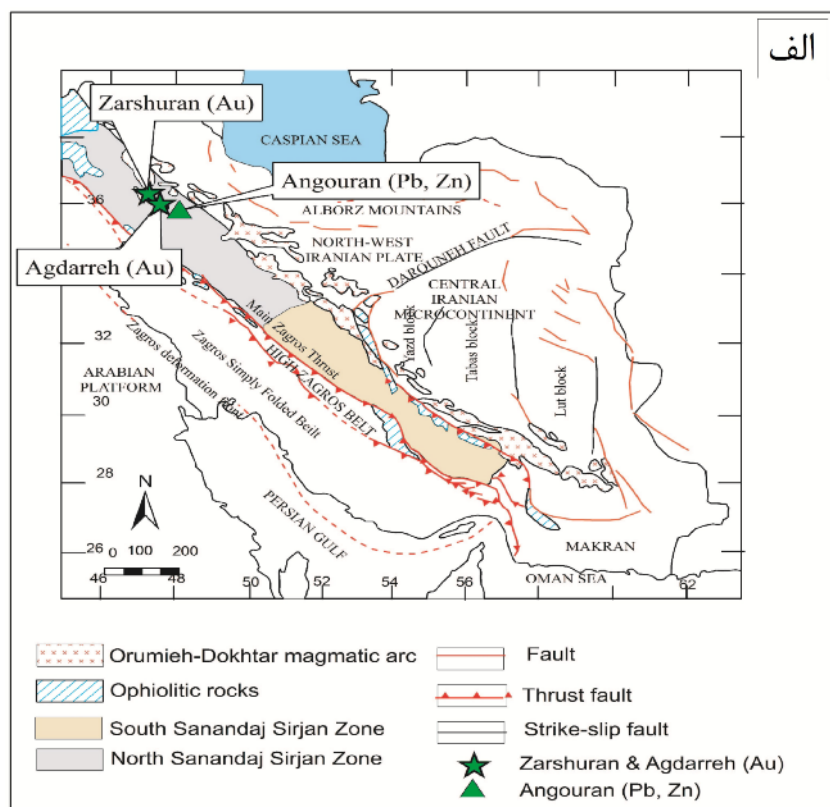 الف
Zarshuran (Au)
CASPIAN SEA
Angouran (Pb, Zn)
36
ALBORZ MOUNTAINS
NORTH-WEST
IRANIAN PLATE
Agdarreh (Au)
DAROUNEH FAULT
CENTRAL
IRANIAN
MICROCONTINENT
32
Main Zagros Thrust
Yazd block
Tabas block
Lut block
HIGH ZAGROS BELT
Zagros Simply Folded Beilt
Zagros deformation
ARABIAN
PLATFORM
30
28
N
PERSIAN GULF
MAKRAN
26
0 100 200
OMAN SEA
46 48 50 52 54 56 62
Orumieh-Dokhtar magmatic arc
Ophiolitic rocks
South Sanandaj Sirjan Zone
North Sanandaj Sirjan Zone
Fault
Thrust fault
Strike-slip fault
Zarshuran & Agdarreh (Au)
Angouran (Pb, Zn)